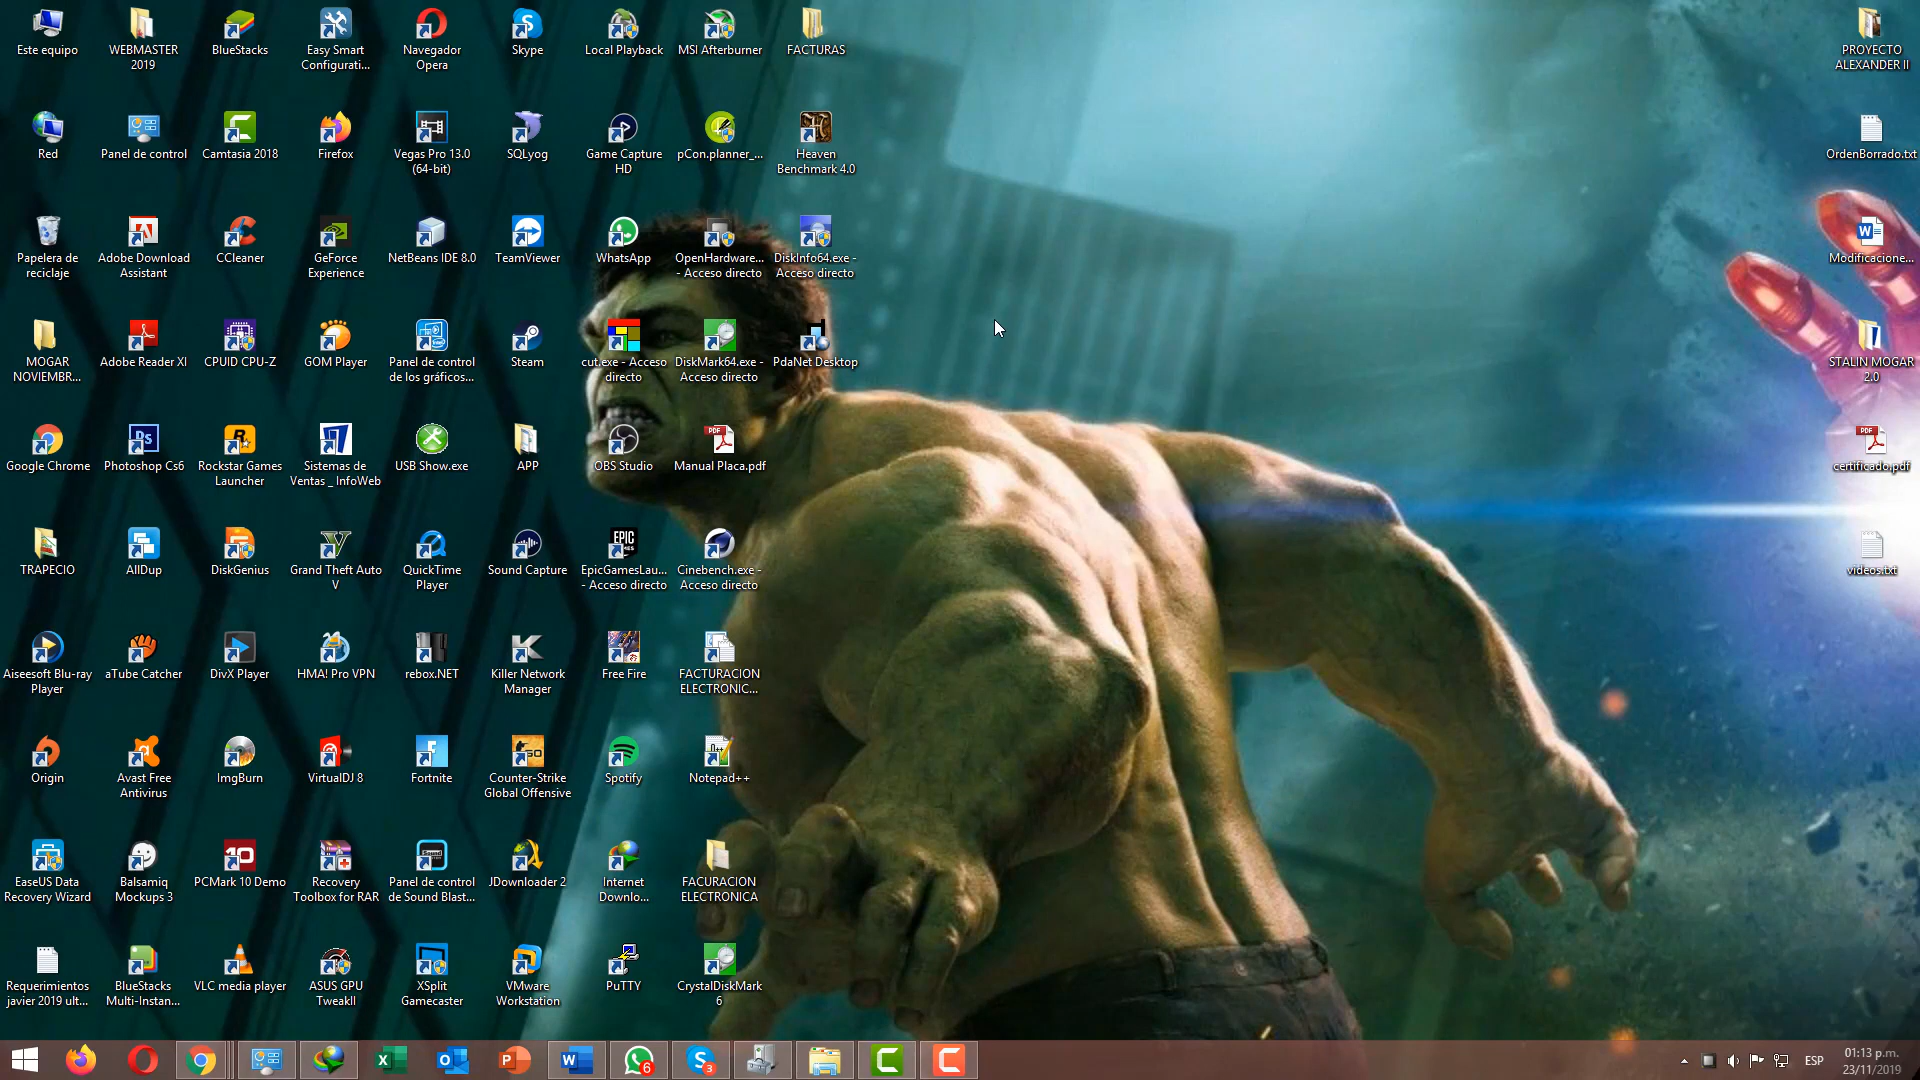 Este equipo
WEBMASTER
2019
BlueStacks
Easy Smart
Configurati...
Navegador
Opera
Skype
Local Playback
MSI Afterburner
FACTURAS
PROYECTO
ALEXANDER II
Red
Panel de control
Camtasia 2018
Firefox
Vegas Pro 13.0
(64-bit)
SQLyog
Game Capture
HD
pCon.planner_...
Heaven
Benchmark 4.0
OrdenBorrado.txt
Papelera de
reciclaje
Adobe Download
Assistant
CCleaner
GeForce
Experience
NetBeans IDE 8.0
TeamViewer
WhatsApp
OpenHardware...
- Acceso directo
DiskInfo64.exe -
Acceso directo
Modificacione...
MOGAR
NOVIEMBR...
Adobe Reader XI
CPUID CPU-Z
GOM Player
Panel de control
de los gráficos...
Steam
cut.exe - Acceso
directo
DiskMark64.exe -
Acceso directo
PdaNet Desktop
STALIN MOGAR
2.0
Google Chrome
Photoshop Cs6
Rockstar Games
Launcher
Sistemas de
Ventas _ InfoWeb
USB Show.exe
APP
OBS Studio
Manual Placa.pdf
certificado.pdf
TRAPECIO
AllDup
DiskGenius
Grand Theft Auto
V
QuickTime
Player
Sound Capture
EpicGamesLau...
- Acceso directo
Cinebench.exe -
Acceso directo
videos.txt
Aiseesoft Blu-ray
Player
aTube Catcher
DivX Player
HMA! Pro VPN
rebox.NET
Killer Network
Manager
Free Fire
FACTURACION
ELECTRONIC...
Origin
Avast Free
Antivirus
ImgBurn
VirtualDJ 8
Fortnite
Counter-Strike
Global Offensive
Spotify
Notepad++
EaseUS Data
Recovery Wizard
Balsamiq
Mockups 3
PCMark 10 Demo
Recovery
Toolbox for RAR
Panel de control
de Sound Blast...
JDownloader 2
Internet
Downlo...
FACURACION
ELECTRONICA
Requerimientos
javier 2019 ult...
BlueStacks
Multi-Instan...
VLC media player
ASUS GPU
TweakII
XSplit
Gamecaster
VMware
Workstation
PuTTY
CrystalDiskMark
6
ESP
01:13 p.m.
23/11/2019